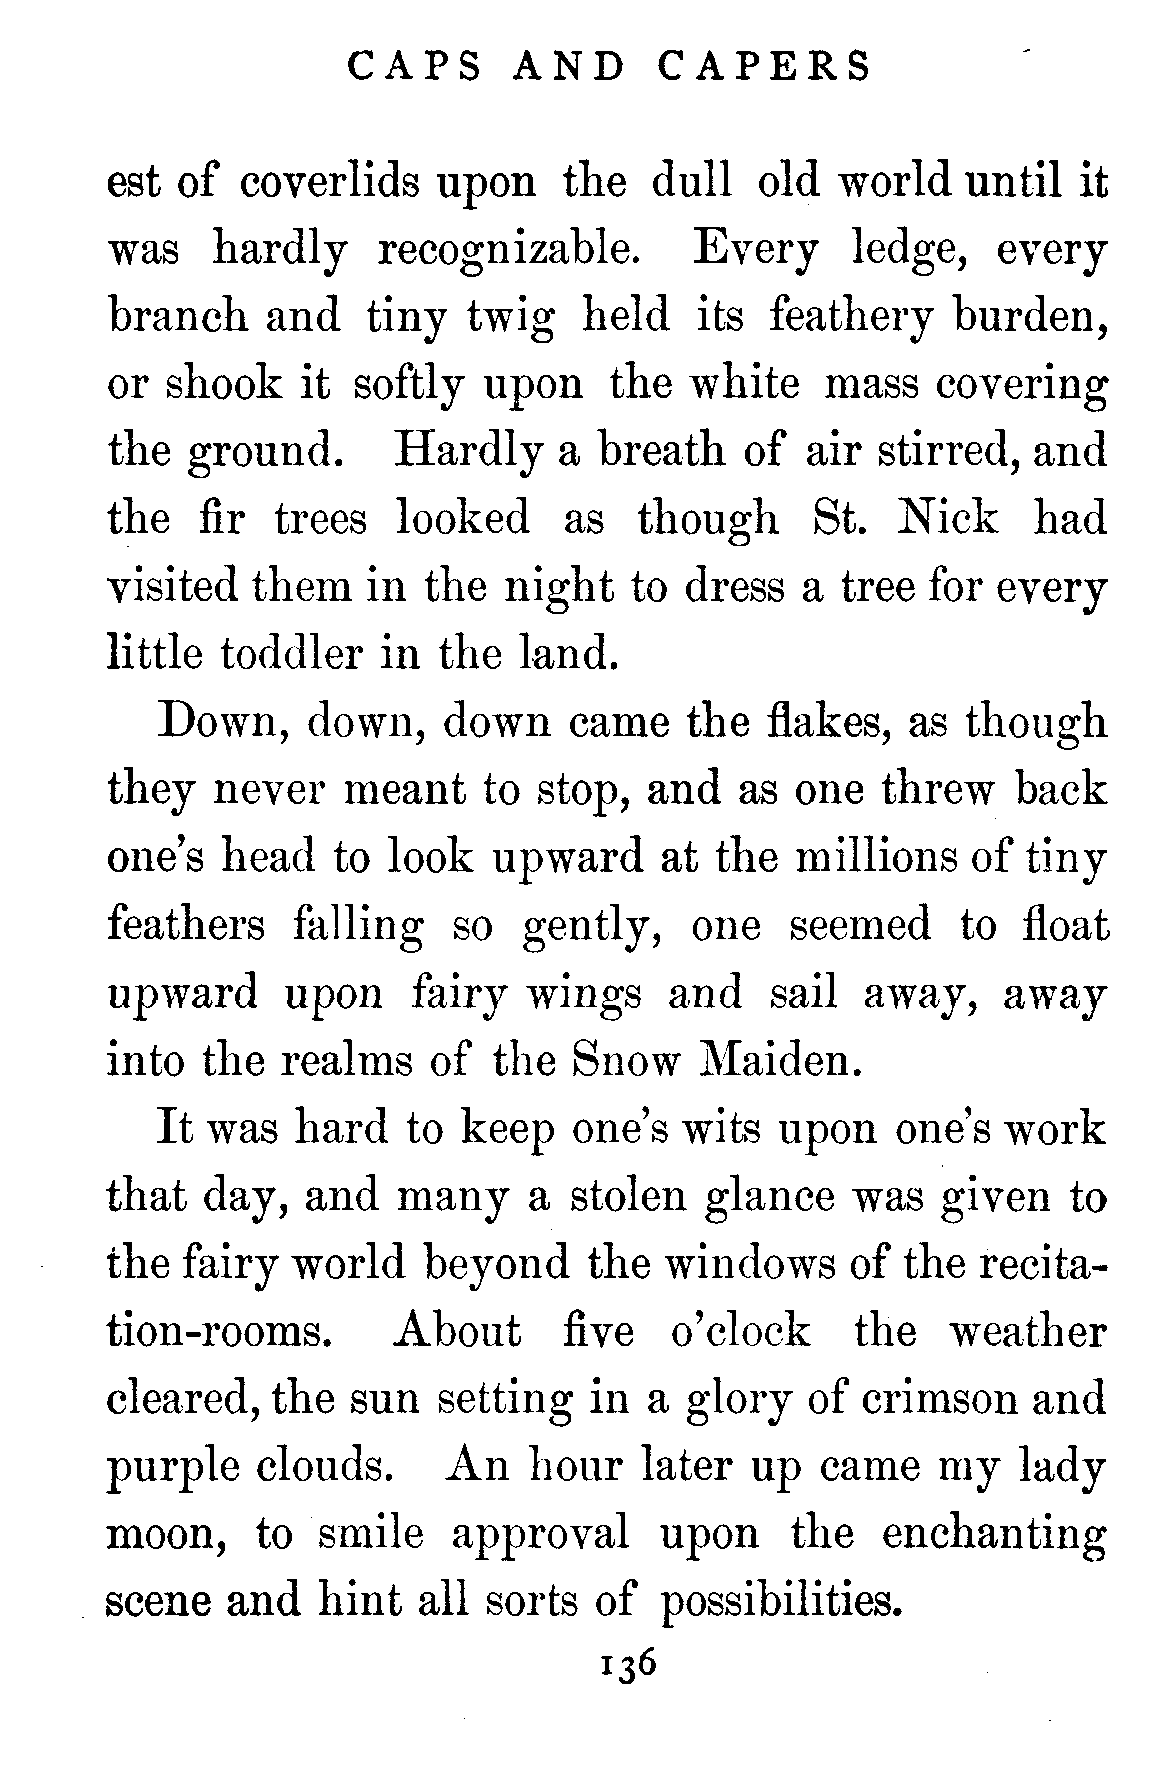 CAPS AND CAPERS
est of coverlids upon the dull old world until it
was hardly recognizable. Every ledge, every
branch and tiny twig held its feathery burden,
or shook it softly upon the white mass covering
the ground. Hardly a breath of air stirred, and
the fir trees looked as though St. Nick had
visited them in the night to dress a tree for every
little toddler in the land.
Down, down, down came the flakes, as though
they never meant to stop, and as one threw back
one's head to look upward at the millions of tiny
feathers falling so gently, one seemed to float
upward upon fairy wings and sail away, away
into the realms of the Snow Maiden.
It was hard to keep one's wits upon one's work
that day, and many a stolen glance was given to
the fairy world beyond the windows of the recita-
tion-rooms. About five o'clock the weather
cleared, the sun setting in a glory of crimson and
purple clouds. An hour later up came my lady
moon, to smile approval upon the enchanting
scene and hint all sorts of possibilities.
136